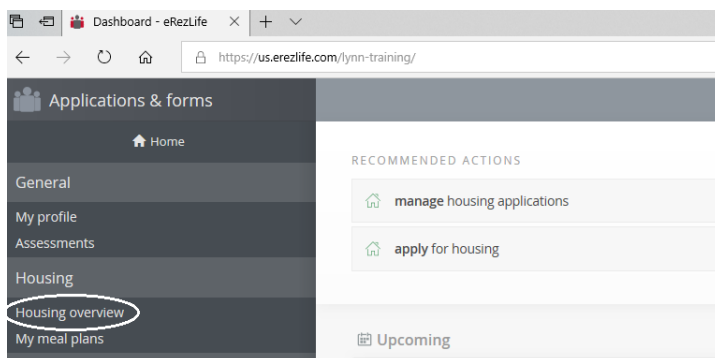 Dashboard - eRezLife
https://us.erezlife.com/lynn-training/
Applications & forms
Home
General
My profile
Assessments
Housing
Housing overview
My meal plans
RECOMMENDED ACTIONS
manage housing applications
apply for housing
Upcoming